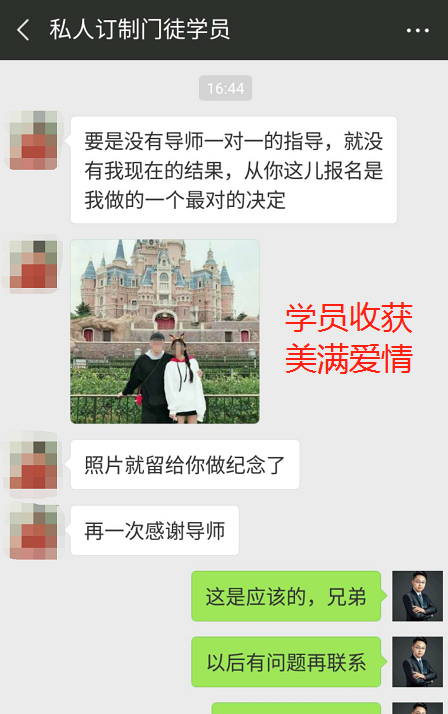 私人订制门徒学员
16:44
要是没有导师一对一的指导，就没
有我现在的结果，从你这儿报名是
我做的一个最对的决定
学员收获
美满爱情
照片就留给你做纪念了
再一次感谢导师
这是应该的，兄弟
以后有问题再联系